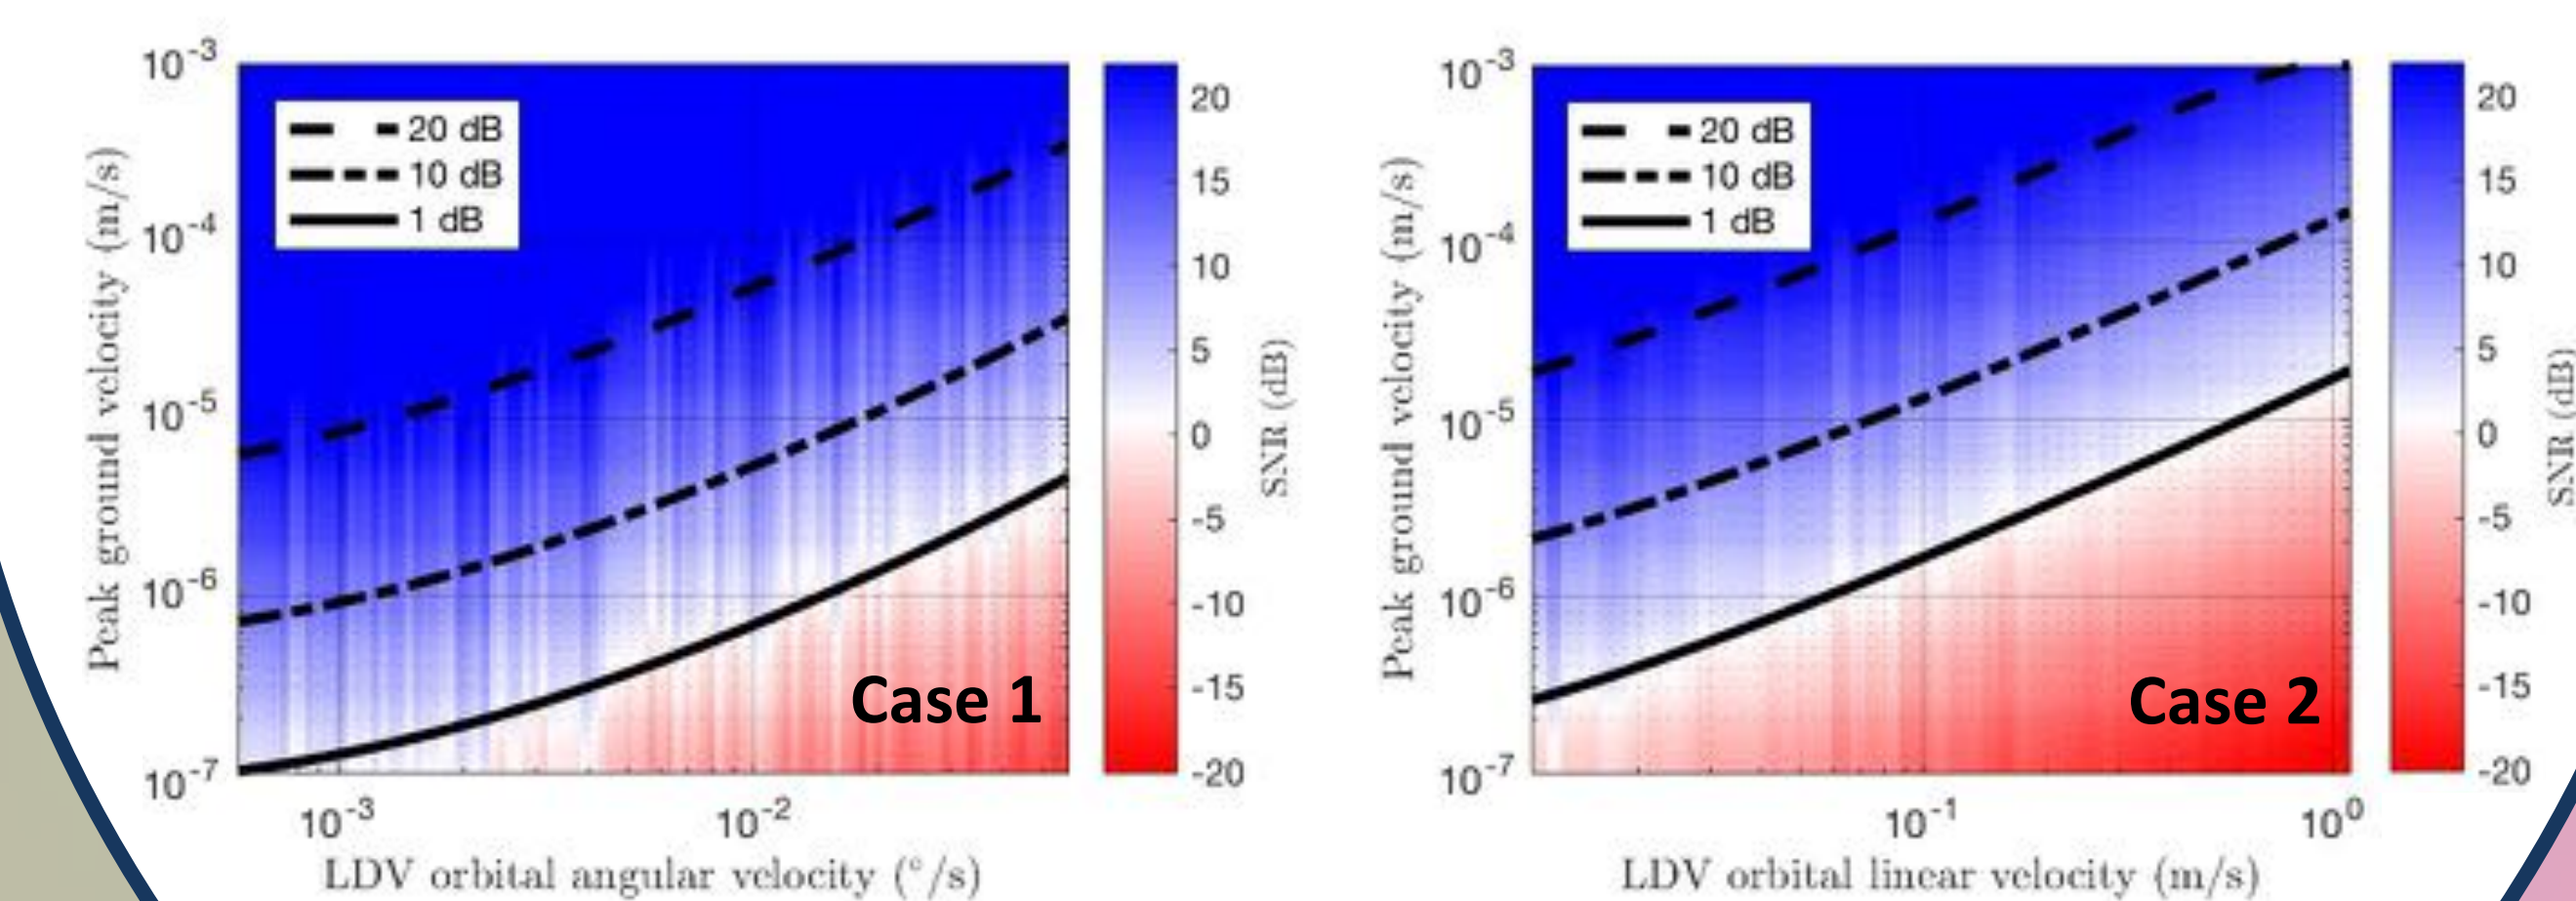 Peak ground velocity (m/s)
10⁻³
10⁻⁴
10⁻⁵
10⁻⁶
10⁻⁷
20 dB
10 dB
1 dB
Case 1
10⁻³
10⁻²
LDV orbital angular velocity (°/s)
20
15
10
5
0
-5
-10
-15
-20
SNR (dB)
Peak ground velocity (m/s)
10⁻³
10⁻⁴
10⁻⁵
10⁻⁶
10⁻⁷
20 dB
10 dB
1 dB
Case 2
10⁻¹
10⁰
LDV orbital linear velocity (m/s)
20
15
10
5
0
-5
-10
-15
-20
SNR (dB)